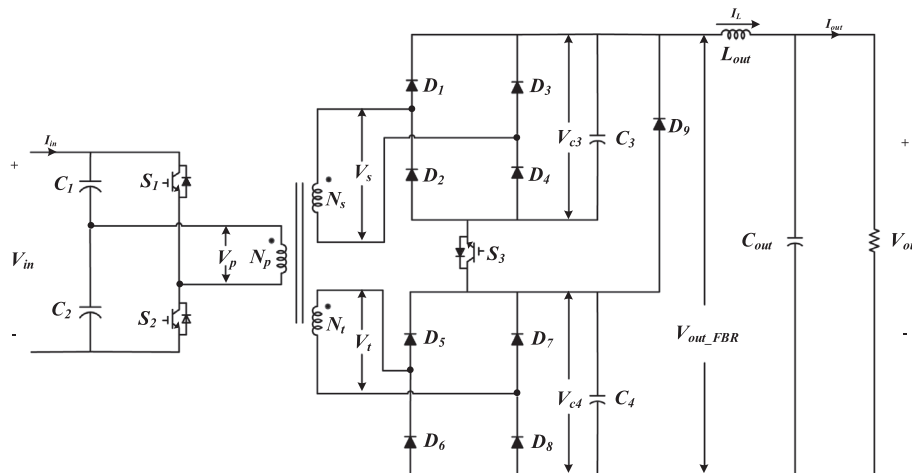 I_L
I_out
L_out
D_1
D_3
V_c3
C_3
D_9
I_in
+
+
C_1
S_1
V_s
N_s
D_2
D_4
V_in
V_p
N_p
S_3
C_out
V_ou
C_2
S_2
N_t
V_t
D_5
D_7
V_out_FBR
-
-
V_c4
C_4
D_6
D_8